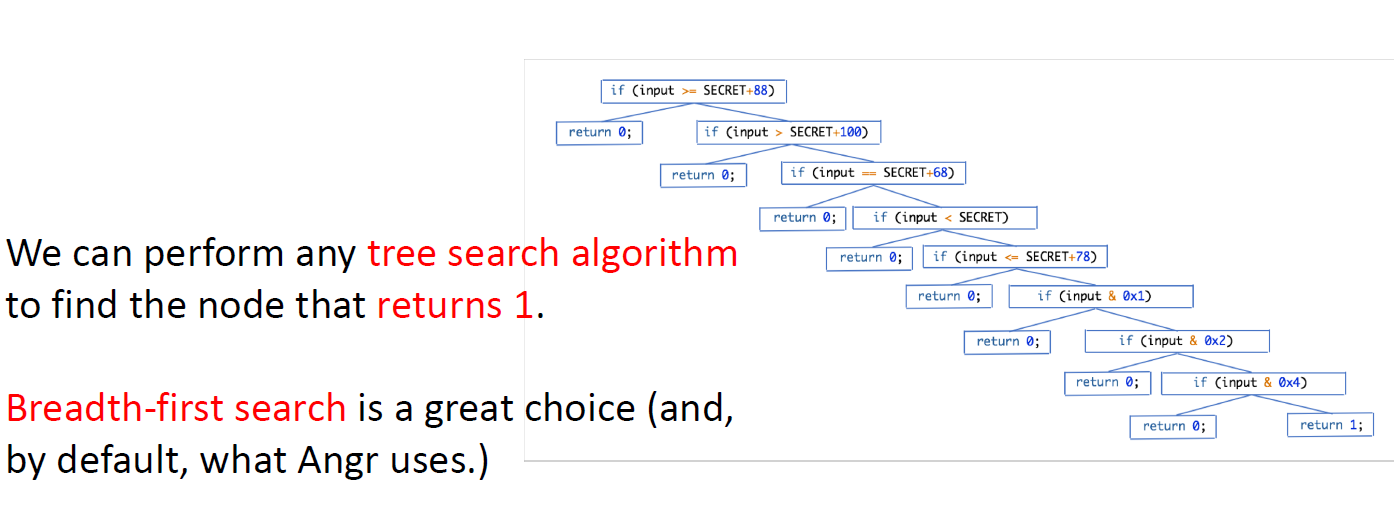 if (input >= SECRET+88)
return 0;
if (input > SECRET+100)
return 0;
if (input == SECRET+68)
return 0;
if (input < SECRET)
return 0;
if (input <= SECRET+78)
return 0;
if (input & 0x1)
return 0;
if (input & 0x2)
return 0;
if (input & 0x4)
return 0;
return 1;
We can perform any tree search algorithm
to find the node that returns 1.
Breadth-first search is a great choice (and,
by default, what Angr uses.)